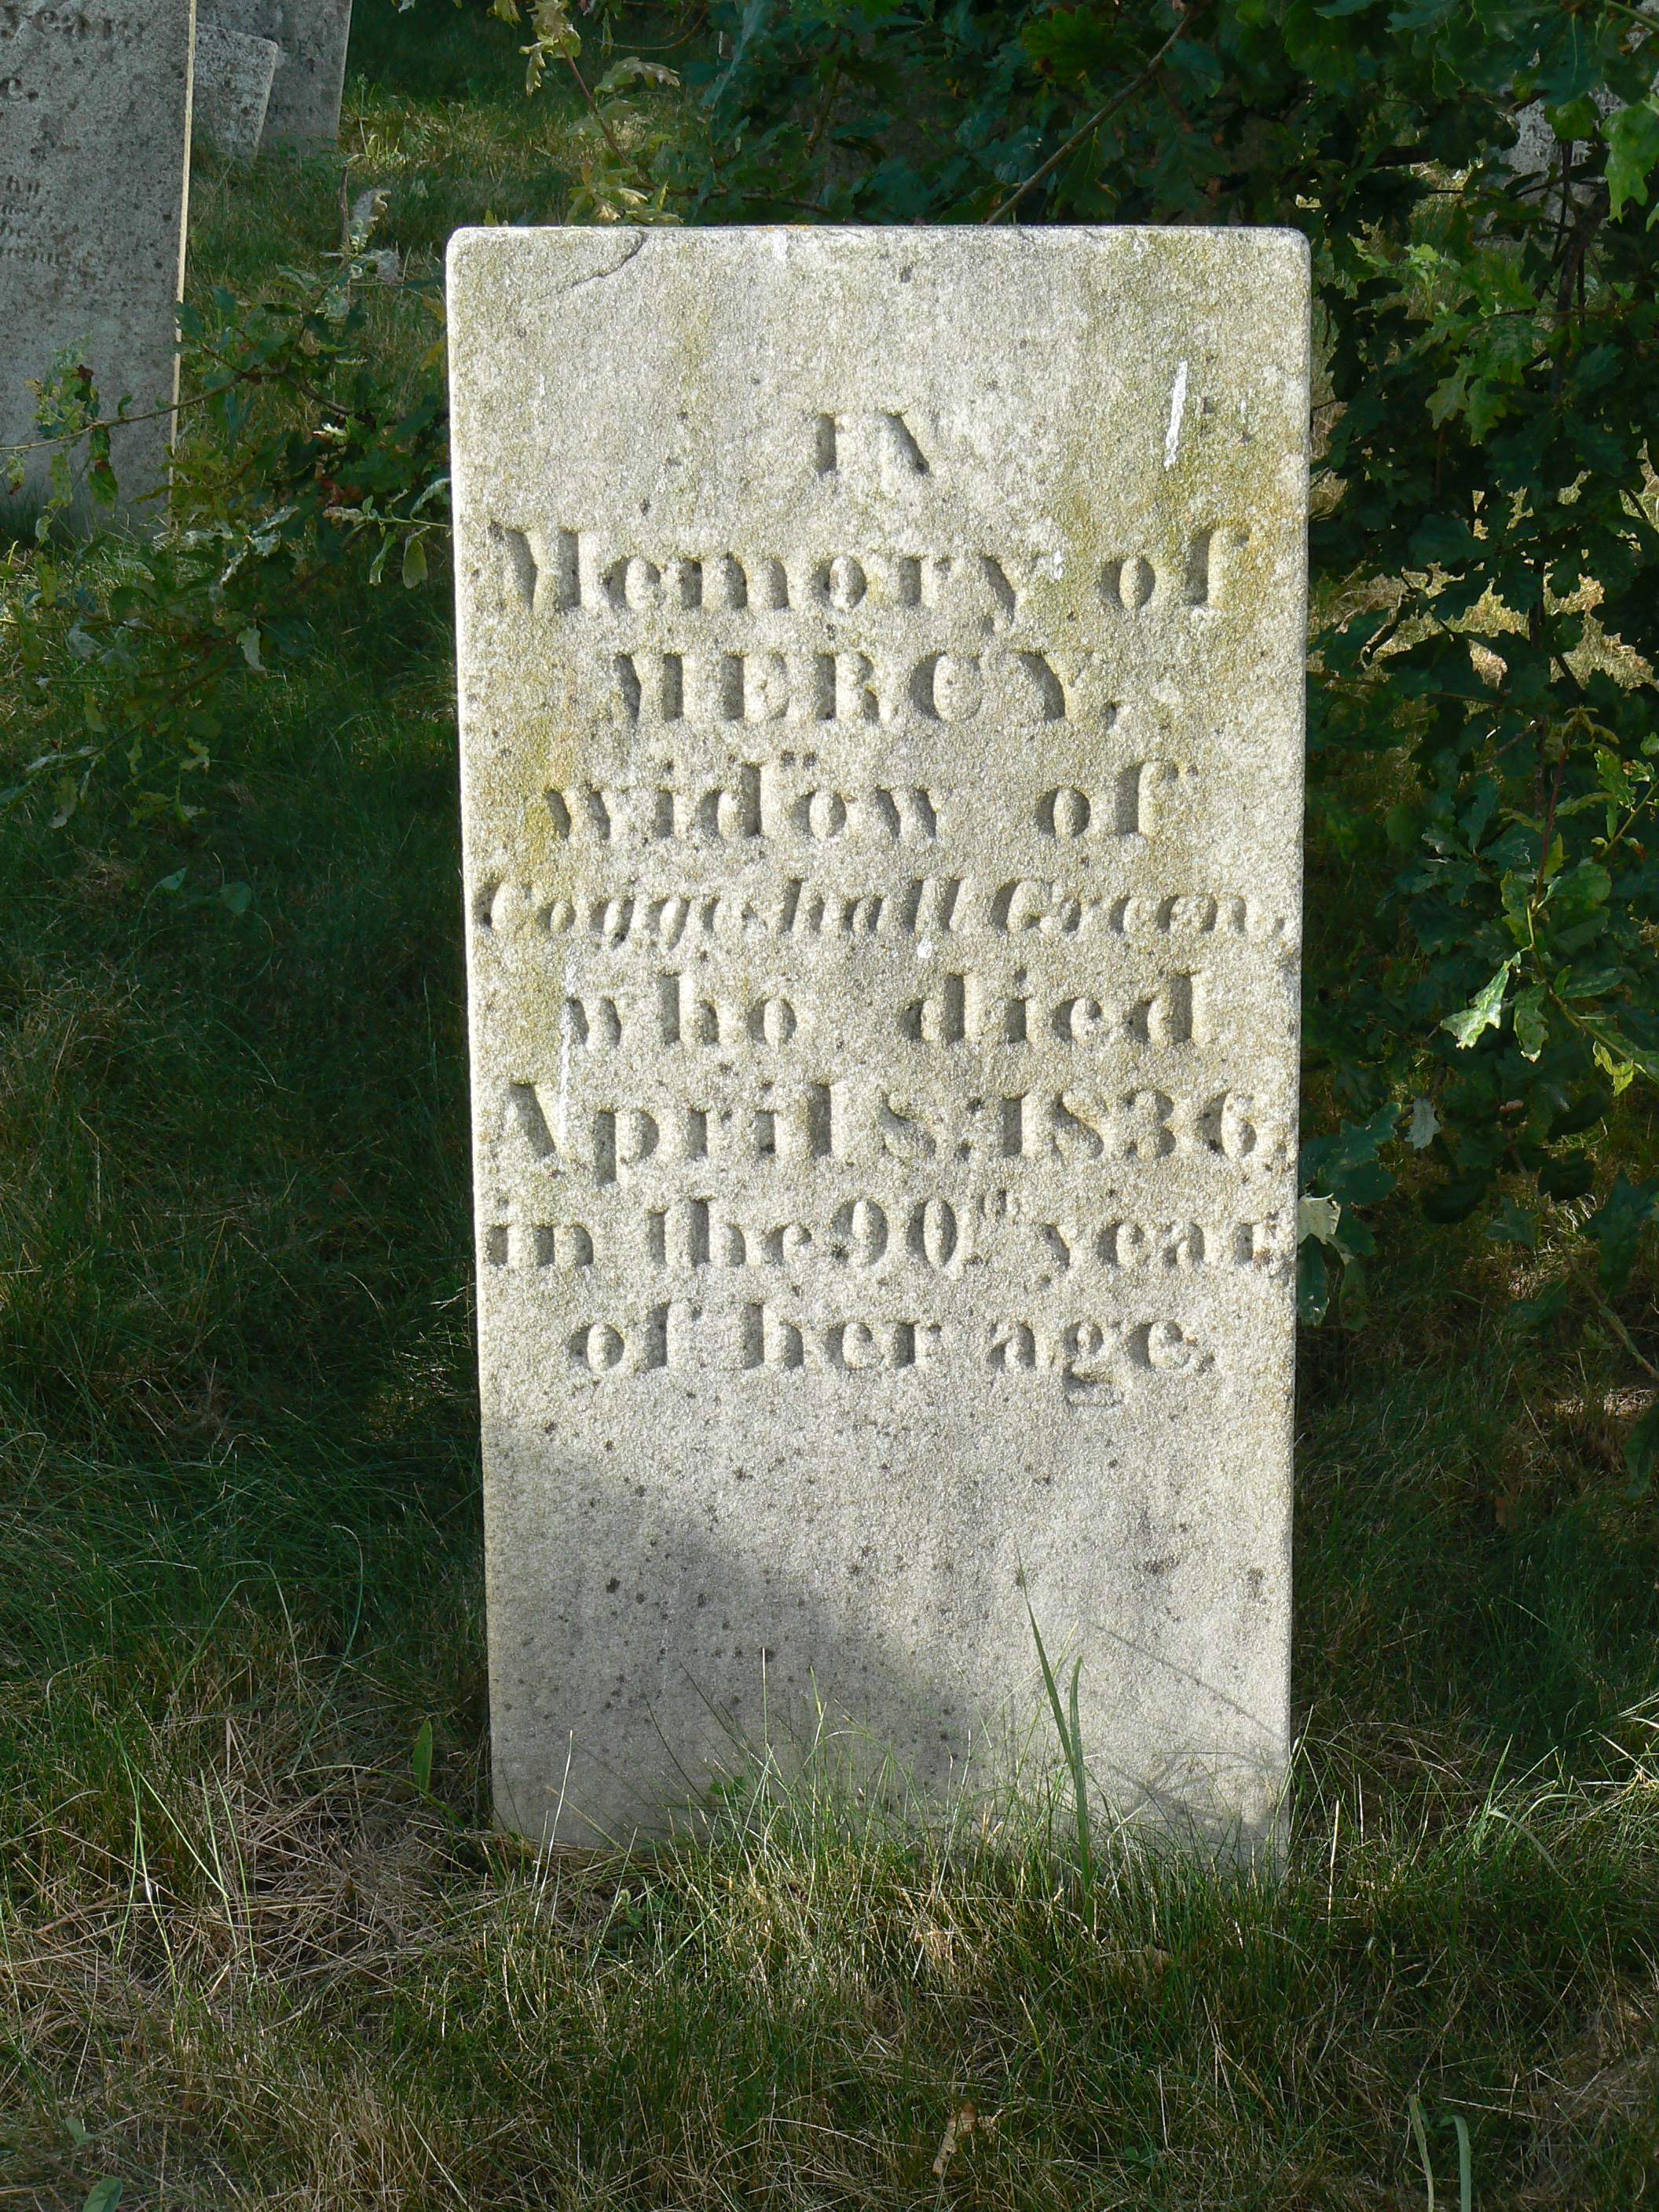 IN
Memory of
MERCY,
widow of
Coggeshall Green,
who died
April 8, 1836,
in the 90th year
of her age.
years